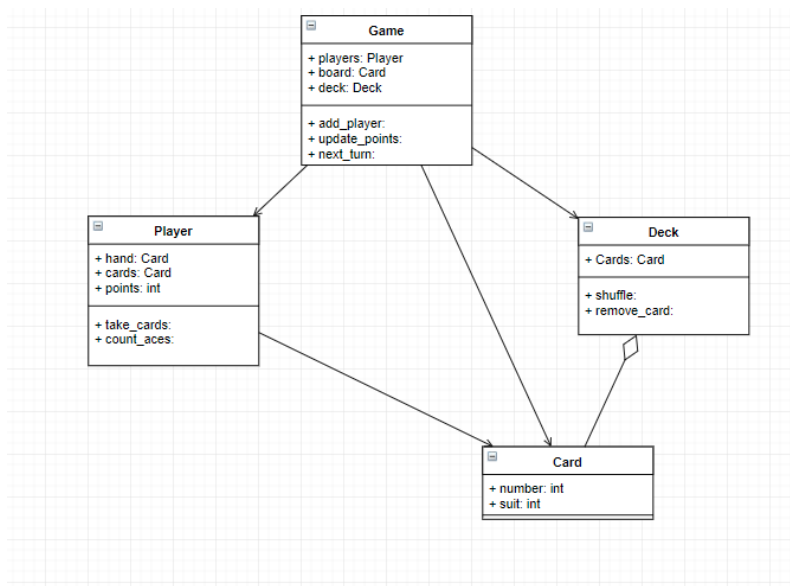 Game
+ players: Player
+ board: Card
+ deck: Deck
+ add_player:
+ update_points:
+ next_turn:
Player
+ hand: Card
+ cards: Card
+ points: int
+ take_cards:
+ count_aces:
Deck
+ Cards: Card
+ shuffle:
+ remove_card:
Card
+ number: int
+ suit: int